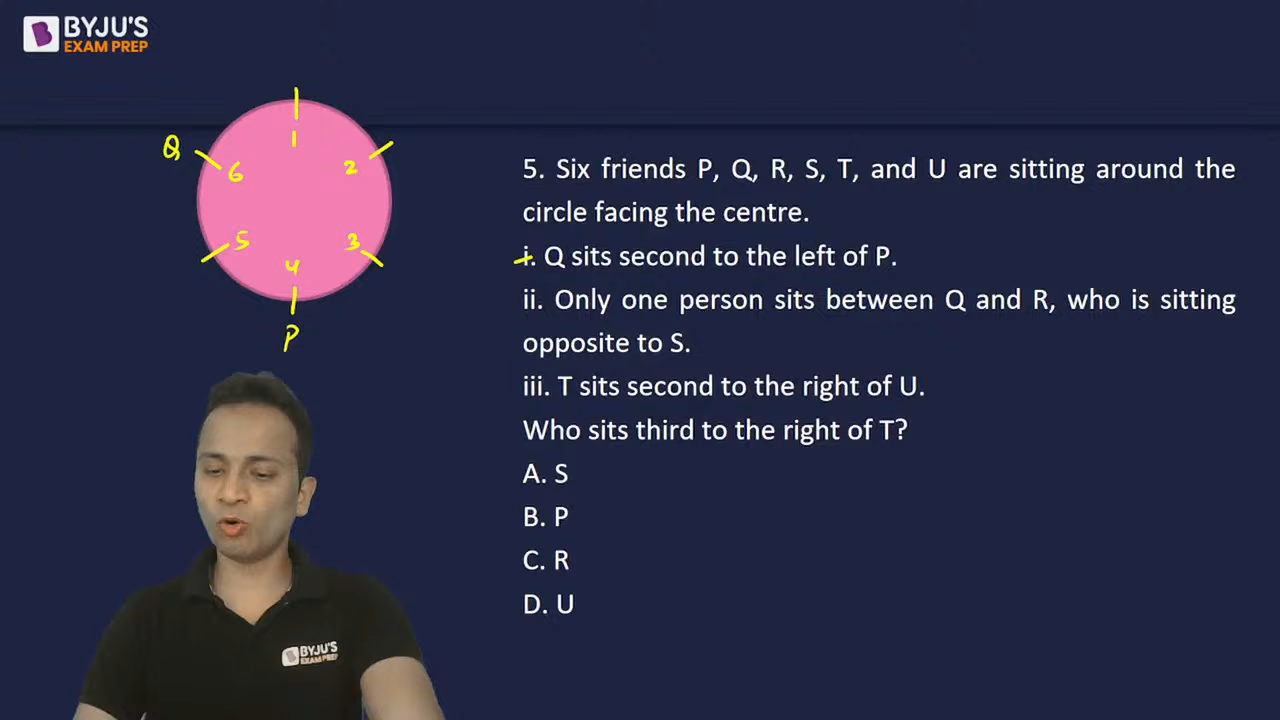 BYJU'S
EXAM PREP
1
Q
6
2
5
3
4
P
5. Six friends P, Q, R, S, T, and U are sitting around the
circle facing the centre.
i. Q sits second to the left of P.
ii. Only one person sits between Q and R, who is sitting
opposite to S.
iii. T sits second to the right of U.
Who sits third to the right of T?
A. S
B. P
C. R
D. U
BYJU'S
EXAM PREP